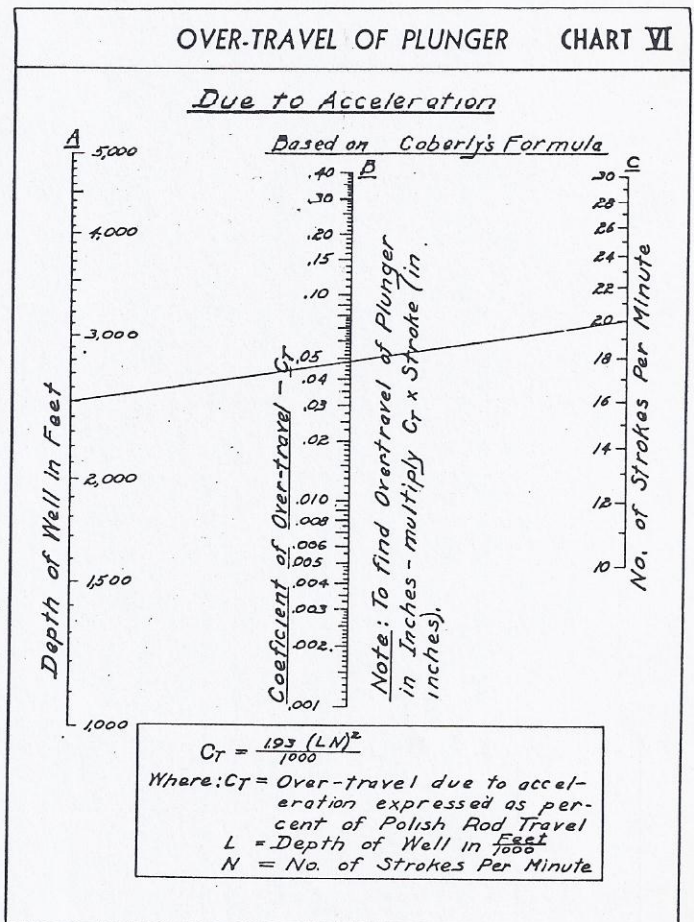 OVER-TRAVEL OF PLUNGER CHART VI
Due to Acceleration
Based on Coberly's Formula
A
5,000
4,000
3,000
2,000
1,500
1,000
Depth of Well In Feet
B
.40
.30
.20
.15
.10
.05
.04
.03
.02
.010
.008
.006
.005
.004
.003
.002
.001
Coeficient of Over-travel - CT
Note: To find Overtravel of Plunger
in Inches - multiply CT x Stroke (in
inches).
C
30
28
26
24
22
20
18
16
14
12
10
No. of Strokes Per Minute
CT = 1.93 (LN)² / 1000
Where: CT = Over-travel due to accel-
eration expressed as per-
cent of Polish Rod Travel
L = Depth of Well in Feet/1000
N = No. of Strokes Per Minute